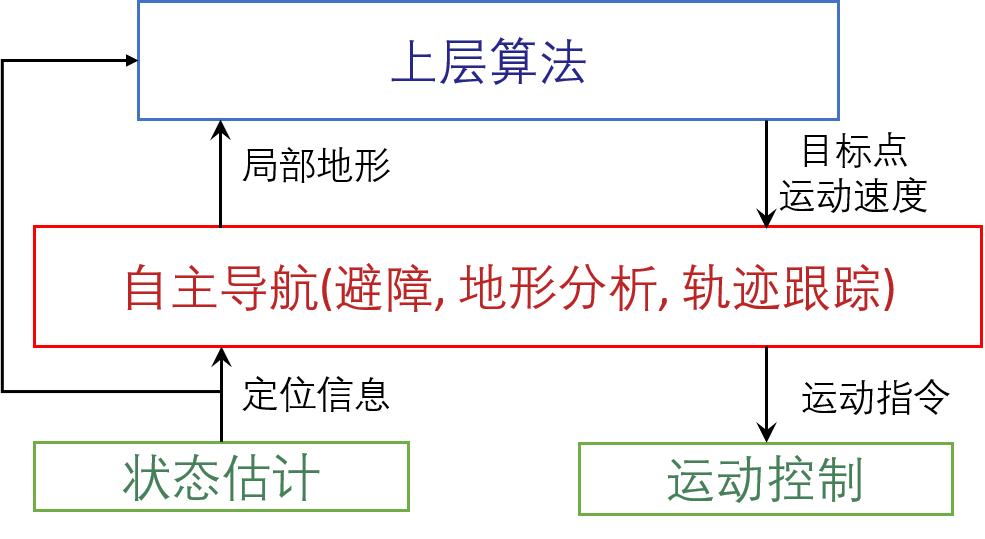 上层算法
局部地形
目标点
运动速度
自主导航(避障, 地形分析, 轨迹跟踪)
定位信息
运动指令
状态估计
运动控制